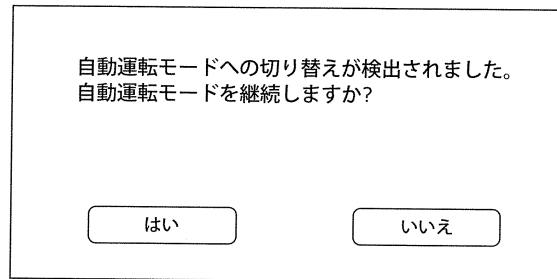 自動運転モードへの切り替えが検出されました。
自動運転モードを継続しますか?
はい
いいえ